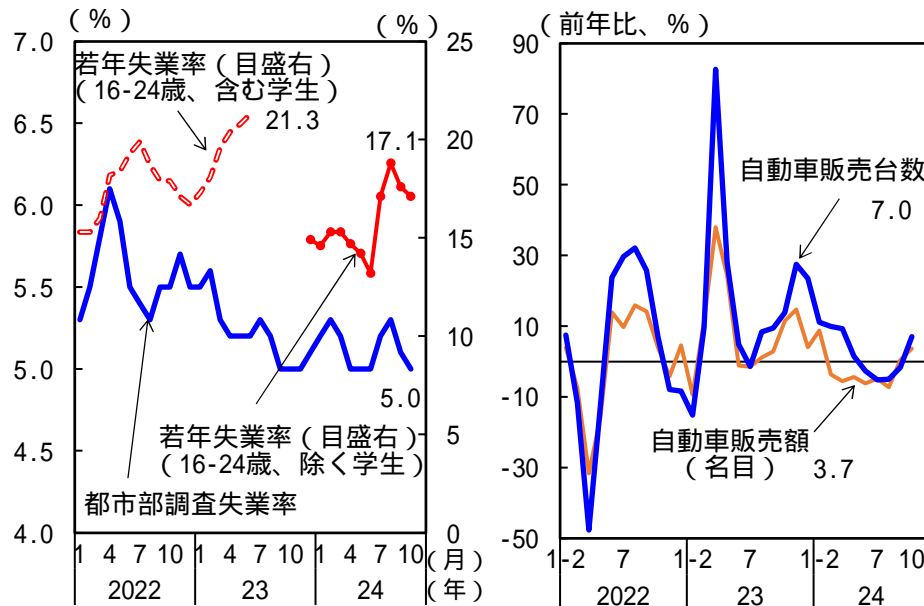 (%)
(%)
7.0
6.5
6.0
5.5
5.0
4.5
4.0
25
20
15
10
5
0
若年失業率(目盛右)
(16-24歳、含む学生)
21.3
17.1
5.0
若年失業率(目盛右)
(16-24歳、除く学生)
都市部調査失業率
1 4 7 10 1 4 7 10 1 4 7 10 (月)
2022 23 24 (年)
(前年比、%)
90
70
50
30
10
-10
-30
-50
自動車販売台数
7.0
自動車販売額
(名目)
3.7
1-2 7 1-2 7 1-2 7 10
2022 23 24